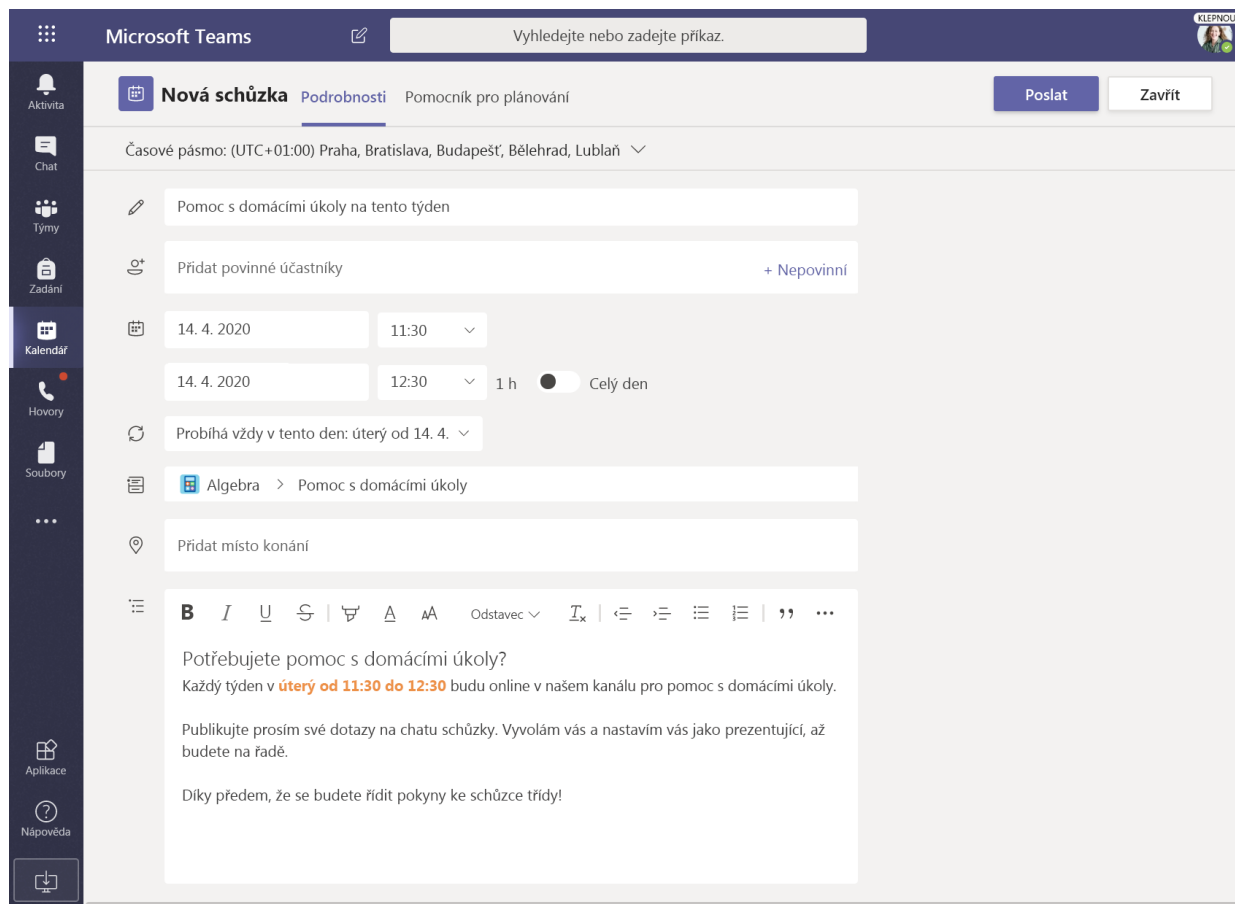 KLEPNOU
Microsoft Teams
Vyhledejte nebo zadejte příkaz.
Aktivita
Chat
Týmy
Zadání
Kalendář
Hovory
Soubory
Aplikace
Nápověda
Nová schůzka Podrobnosti Pomocník pro plánování Poslat Zavřít
Časové pásmo: (UTC+01:00) Praha, Bratislava, Budapešť, Bělehrad, Lublaň
Pomoc s domácími úkoly na tento týden
Přidat povinné účastníky + Nepovinní
14. 4. 2020 11:30
14. 4. 2020 12:30 1 h Celý den
Probíhá vždy v tento den: úterý od 14. 4.
Algebra > Pomoc s domácími úkoly
Přidat místo konání
B I U S A AA Odstavec
Potřebujete pomoc s domácími úkoly?
Každý týden v úterý od 11:30 do 12:30 budu online v našem kanálu pro pomoc s domácími úkoly.
Publikujte prosím své dotazy na chatu schůzky. Vyvolám vás a nastavím vás jako prezentující, až
budete na řadě.
Díky předem, že se budete řídit pokyny ke schůzce třídy!